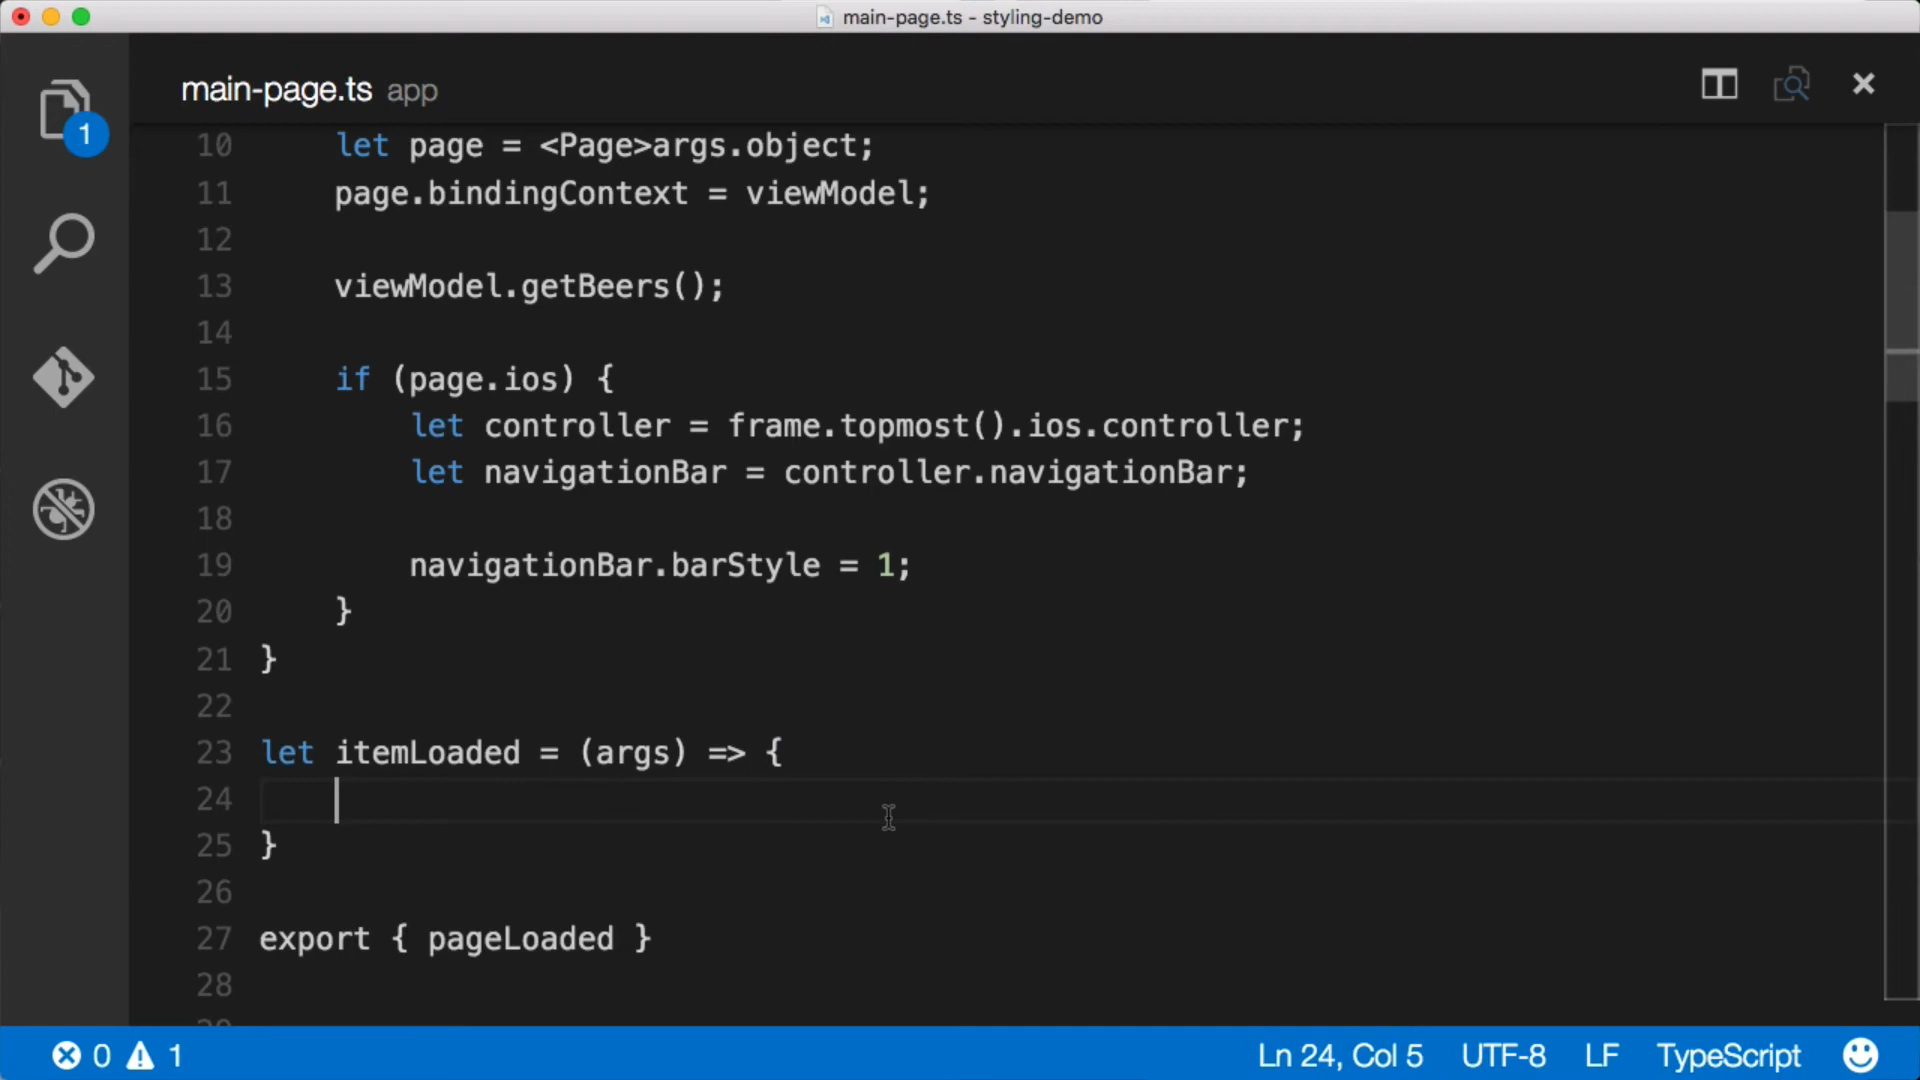 main-page.ts - styling-demo
main-page.ts app
1
10 let page = <Page>args.object;
11 page.bindingContext = viewModel;
12
13 viewModel.getBeers();
14
15 if (page.ios) {
16 let controller = frame.topmost().ios.controller;
17 let navigationBar = controller.navigationBar;
18
19 navigationBar.barStyle = 1;
20 }
21 }
22
23 let itemLoaded = (args) => {
24
25 }
26
27 export { pageLoaded }
28
0 1 Ln 24, Col 5 UTF-8 LF TypeScript